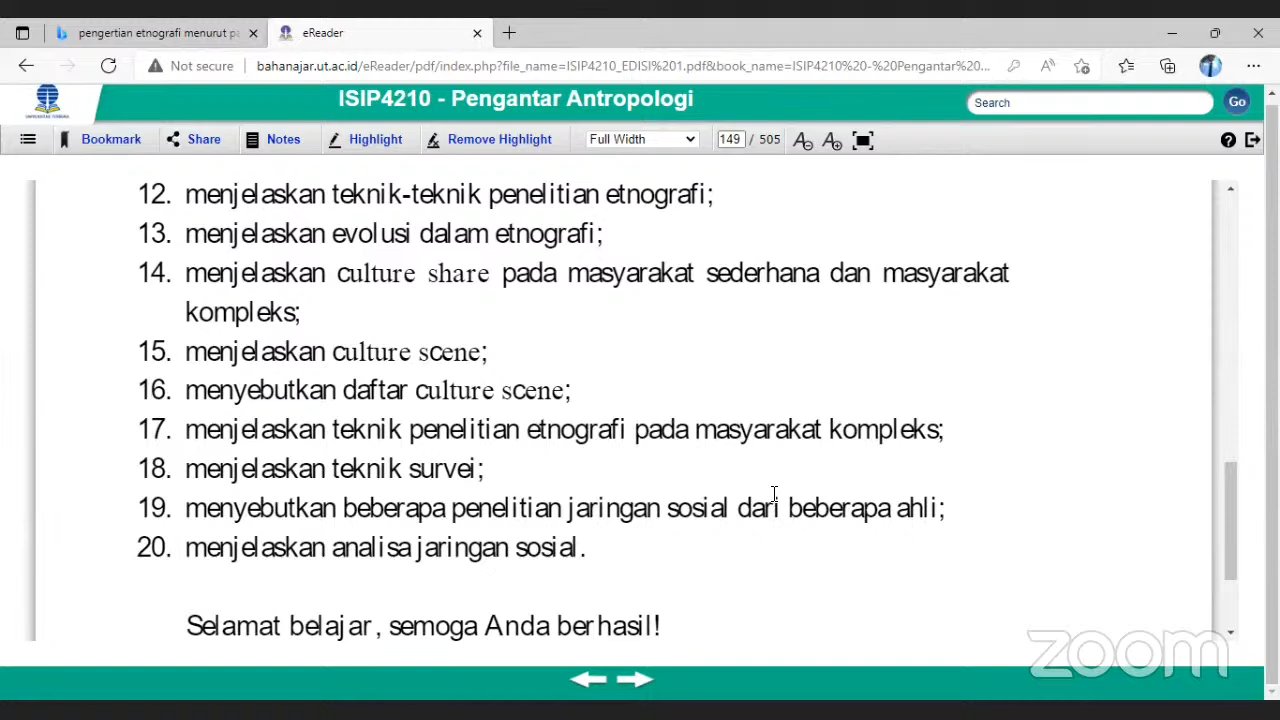 pengertian etnografi menurut pa
eReader
Not secure
bahanajar.ut.ac.id/eReader/pdf/index.php?file_name=ISIP4210_EDISI%201.pdf&book_name=ISIP4210%20-%20Pengantar%20...
ISIP4210 - Pengantar Antropologi
Search
Go
Bookmark
Share
Notes
Highlight
Remove Highlight
Full Width
149 / 505
12. menjelaskan teknik-teknik penelitian etnografi;
13. menjelaskan evolusi dalam etnografi;
14. menjelaskan culture share pada masyarakat sederhana dan masyarakat
kompleks;
15. menjelaskan culture scene;
16. menyebutkan daftar culture scene;
17. menjelaskan teknik penelitian etnografi pada masyarakat kompleks;
18. menjelaskan teknik survei;
19. menyebutkan beberapa penelitian jaringan sosial dari beberapa ahli;
20. menjelaskan analisa jaringan sosial.
Selamat belajar, semoga Anda berhasil!
zoom